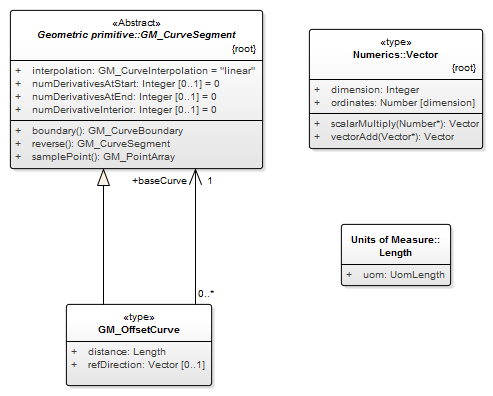 «Abstract»
Geometric primitive::GM_CurveSegment
{root}
+ interpolation: GM_CurveInterpolation = "linear"
+ numDerivativesAtStart: Integer [0..1] = 0
+ numDerivativesAtEnd: Integer [0..1] = 0
+ numDerivativeInterior: Integer [0..1] = 0
+ boundary(): GM_CurveBoundary
+ reverse(): GM_CurveSegment
+ samplePoint(): GM_PointArray
«type»
Numerics::Vector
{root}
+ dimension: Integer
+ ordinates: Number [dimension]
+ scalarMultiply(Number*): Vector
+ vectorAdd(Vector*): Vector
+baseCurve 1
0..*
Units of Measure::
Length
+ uom: UomLength
«type»
GM_OffsetCurve
+ distance: Length
+ refDirection: Vector [0..1]